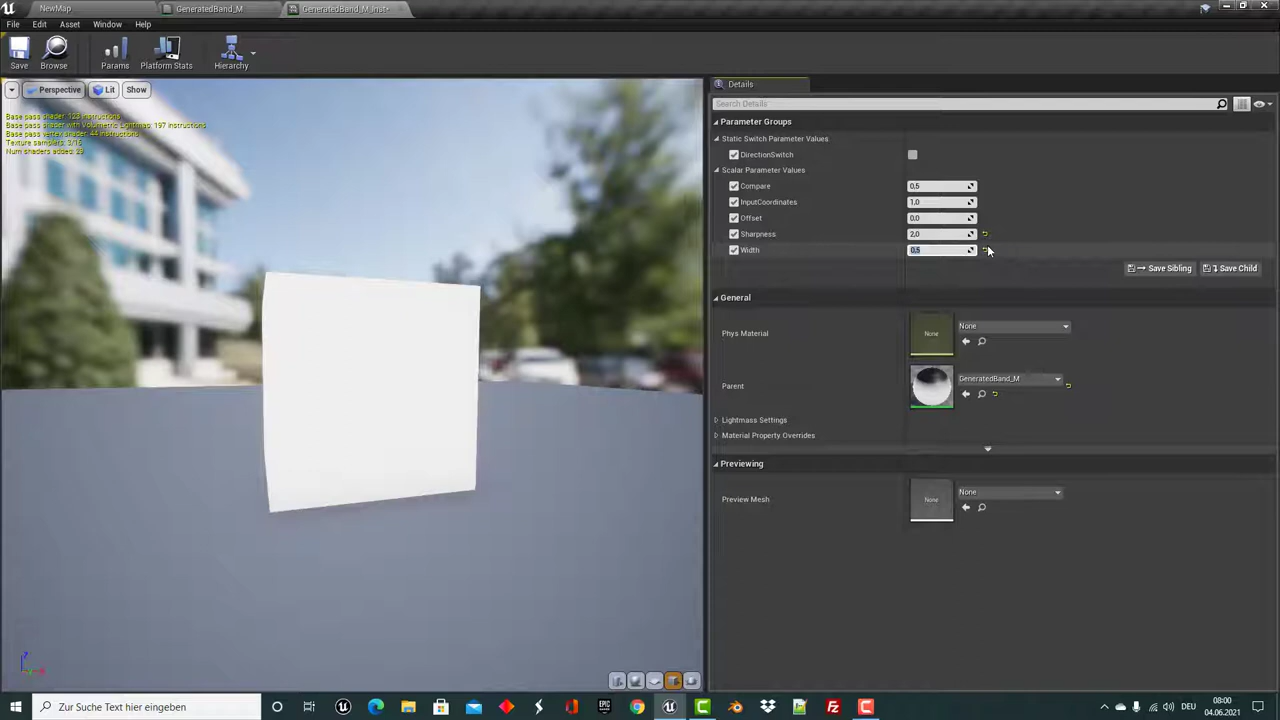 NewMap
GeneratedBand_M
GeneratedBand_M_Inst*
File
Edit
Asset
Window
Help
Save
Browse
Params
Platform Stats
Hierarchy
Perspective
Lit
Show
Base pass shader: 123 instructions
Base pass shader with Volumetric Lightmap: 197 instructions
Base pass vertex shader: 44 instructions
Texture samplers: 3/16
Num shaders added: 29
Details
Search Details
Parameter Groups
Static Switch Parameter Values
DirectionSwitch
Scalar Parameter Values
Compare
0,5
InputCoordinates
1.0
Offset
0.0
Sharpness
2,0
Width
0,5
Save Sibling
Save Child
General
Phys Material
None
None
Parent
GeneratedBand_M
Lightmass Settings
Material Property Overrides
Previewing
Preview Mesh
None
None
Zur Suche Text hier eingeben
DEU
08:00
04.06.2021